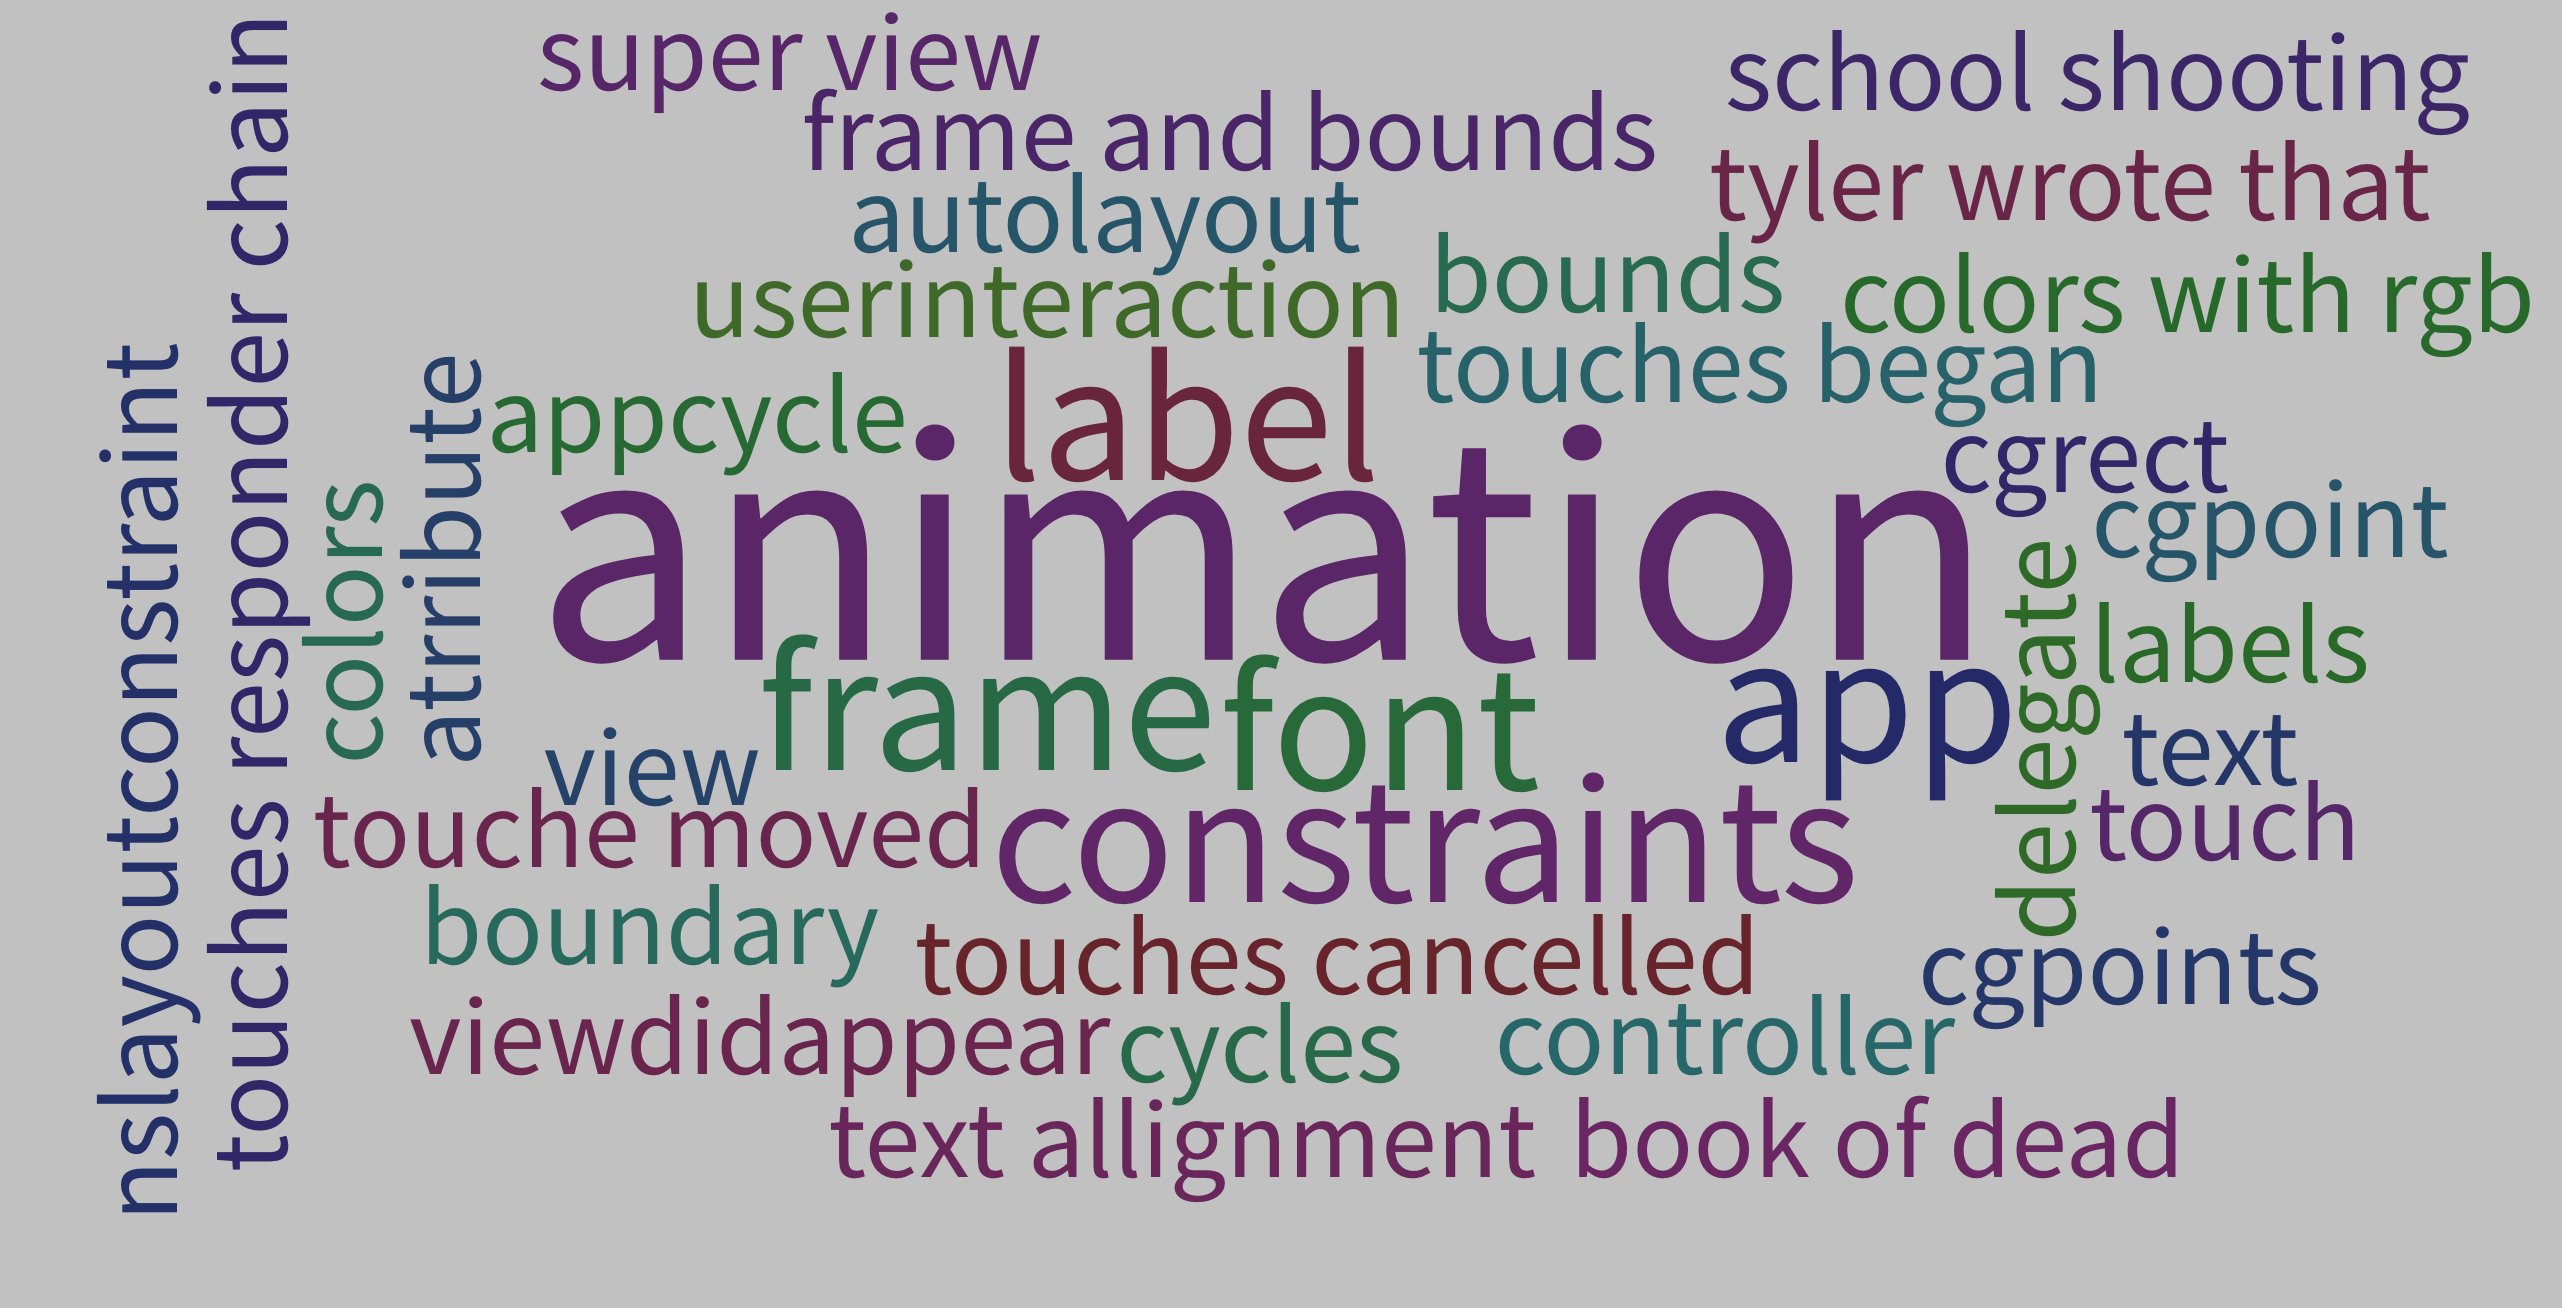 super view
school shooting
frame and bounds
tyler wrote that
autolayout
bounds
colors with rgb
userinteraction
touches began
label
appcycle
cgrect
cgpoint
animation
nslayoutconstraint
touches responder chain
colors
atrribute
delegate
labels
frame
font
app
text
view
touche moved
constraints
touch
boundary
touches cancelled
cgpoints
viewdidappear
cycles
controller
text allignment
book of dead